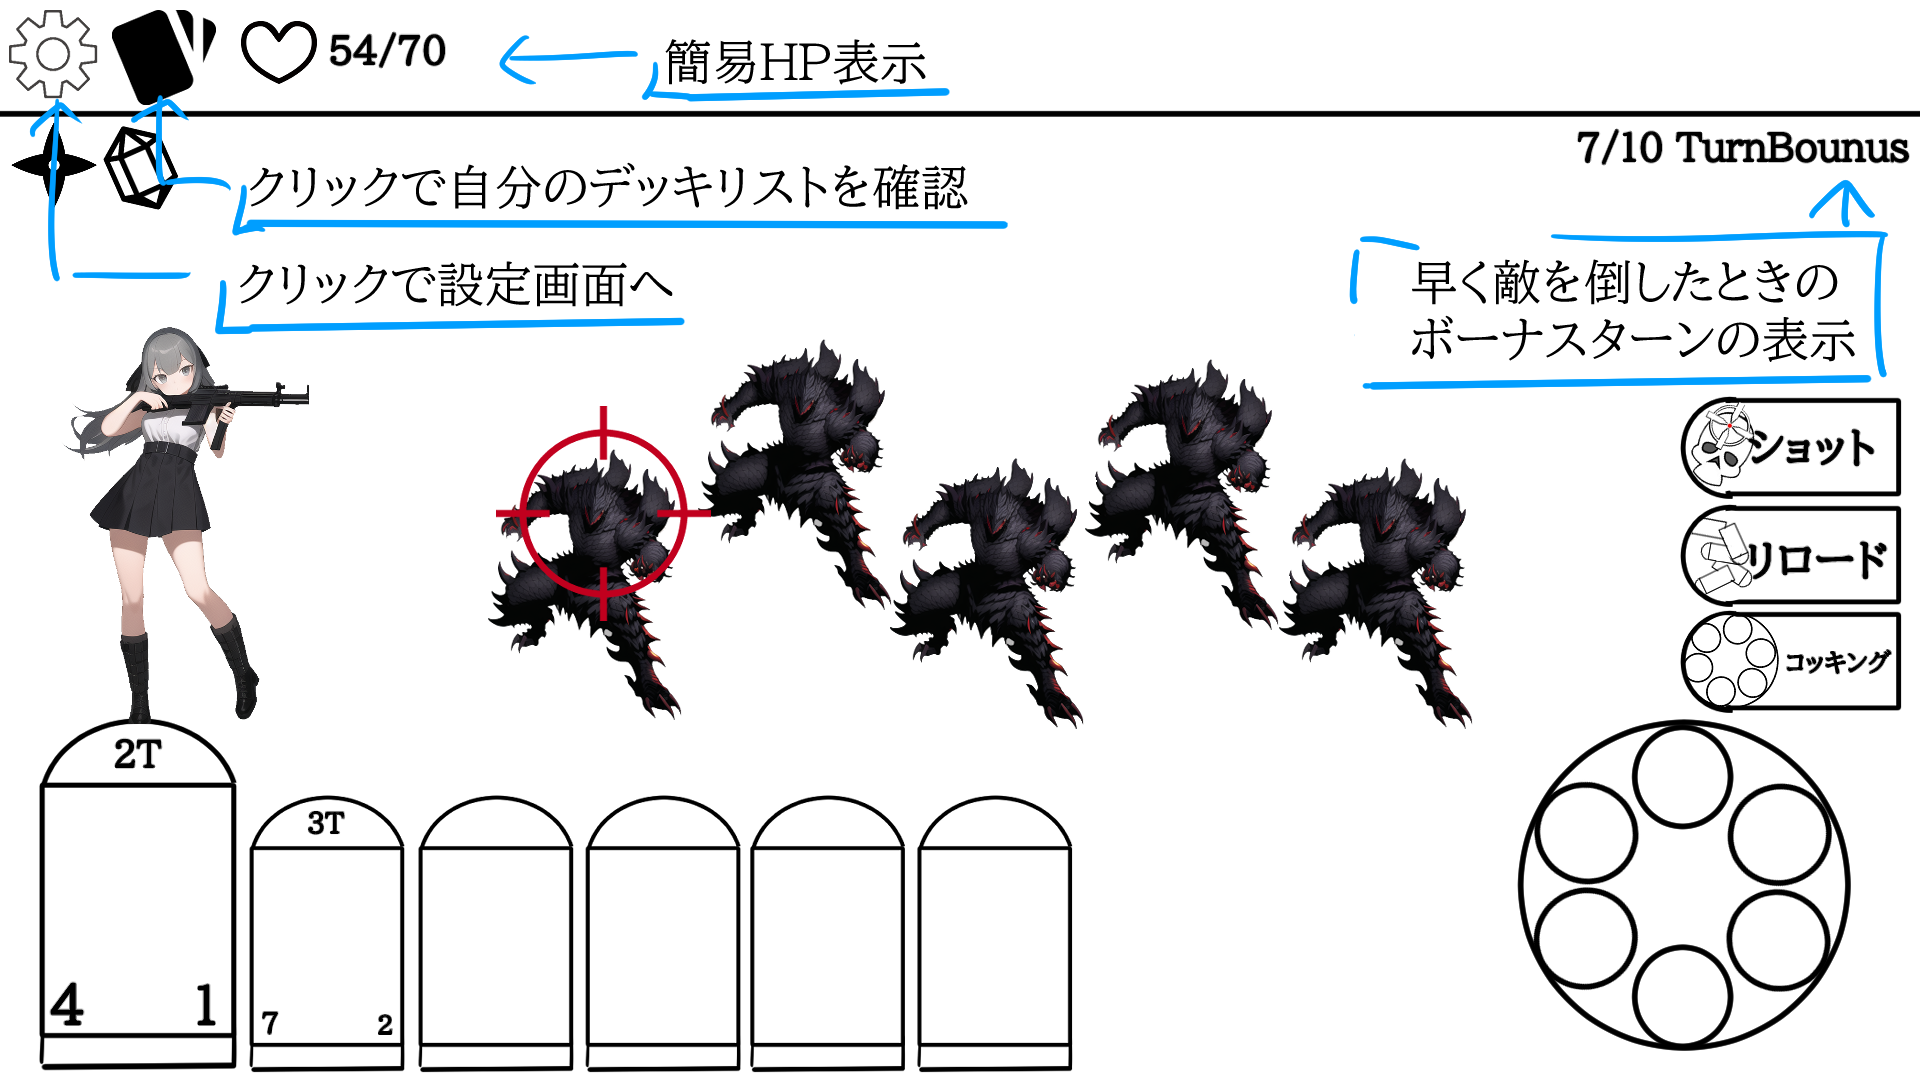 54/70
簡易HP表示
7/10 TurnBounus
クリックで自分のデッキリストを確認
クリックで設定画面へ
早く敵を倒したときの
ボーナスターンの表示
ショット
リロード
コッキング
2T
4 1
3T
7 2